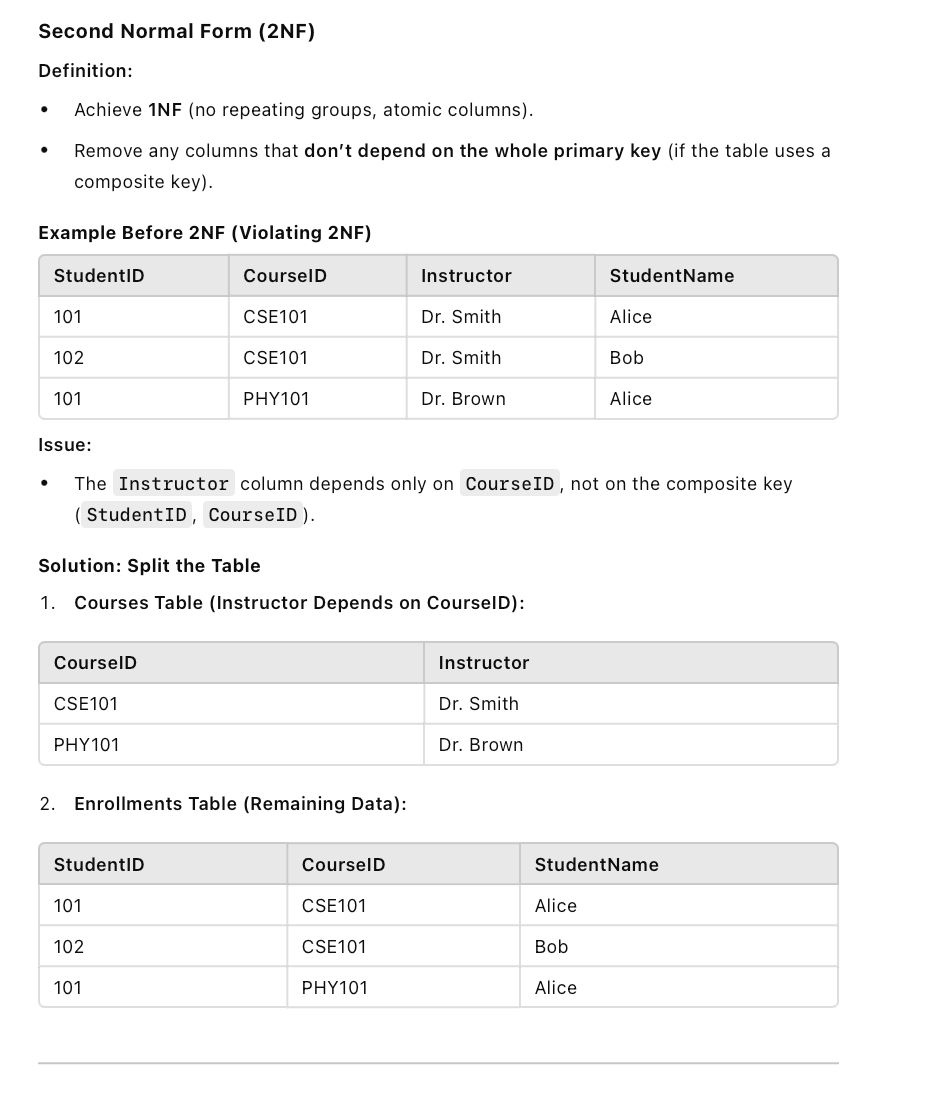 Second Normal Form (2NF)
Definition:
• Achieve 1NF (no repeating groups, atomic columns).
• Remove any columns that don’t depend on the whole primary key (if the table uses a
composite key).
Example Before 2NF (Violating 2NF)
StudentID CourseID Instructor StudentName
101 CSE101 Dr. Smith Alice
102 CSE101 Dr. Smith Bob
101 PHY101 Dr. Brown Alice
Issue:
• The Instructor column depends only on CourseID, not on the composite key
(StudentID, CourseID).
Solution: Split the Table
1. Courses Table (Instructor Depends on CourseID):
CourseID Instructor
CSE101 Dr. Smith
PHY101 Dr. Brown
2. Enrollments Table (Remaining Data):
StudentID CourseID StudentName
101 CSE101 Alice
102 CSE101 Bob
101 PHY101 Alice